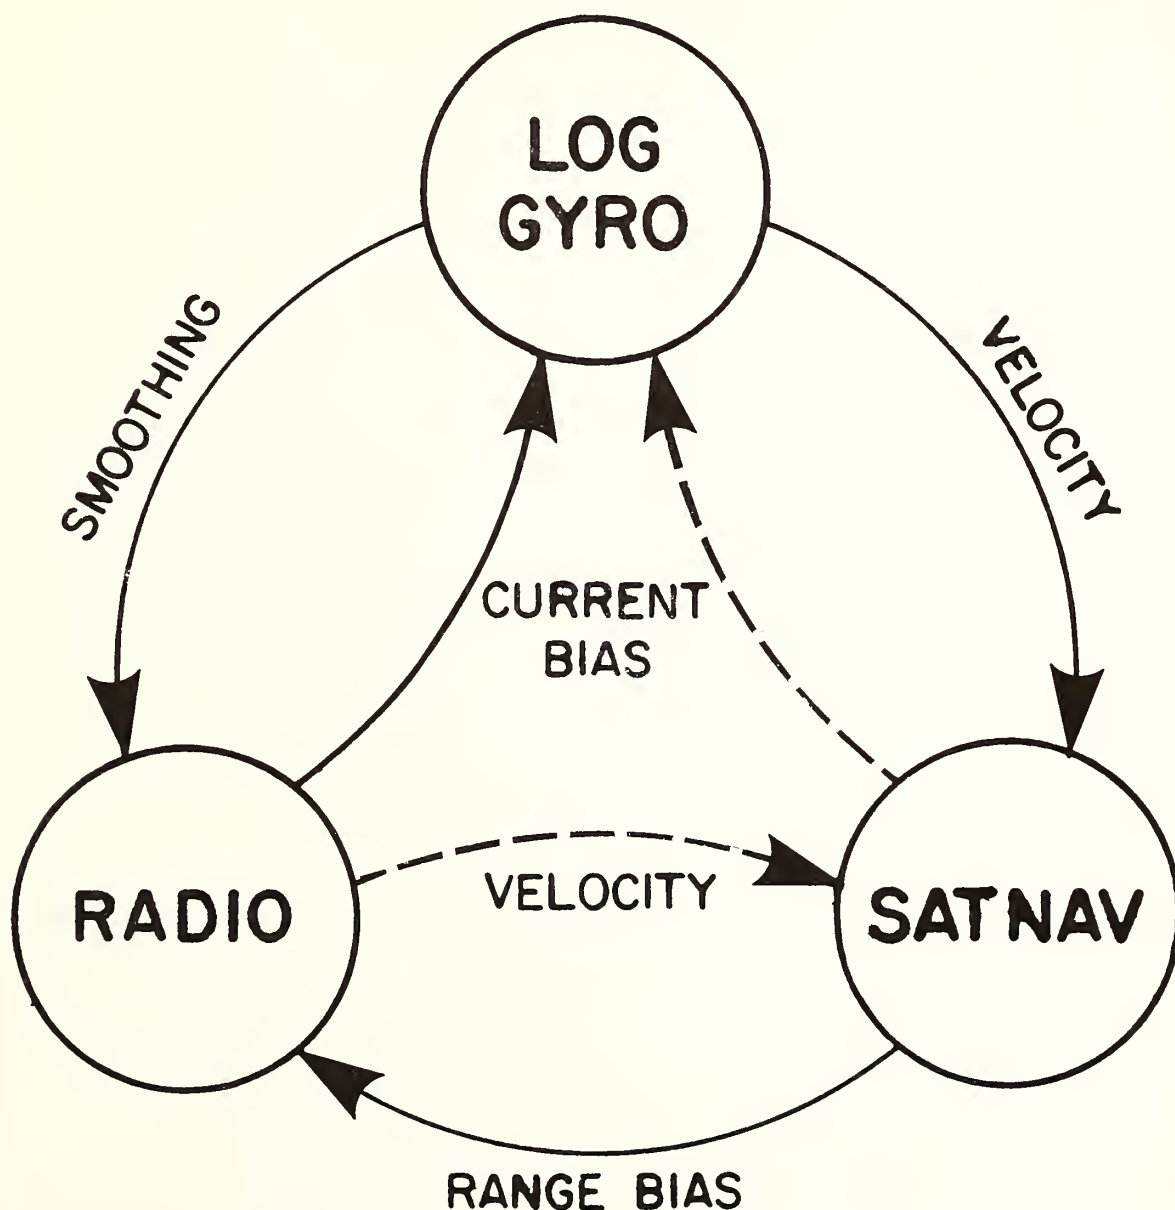 LOG
GYRO
SMOOTHING
VELOCITY
CURRENT
BIAS
RADIO
VELOCITY
SATNAV
RANGE BIAS